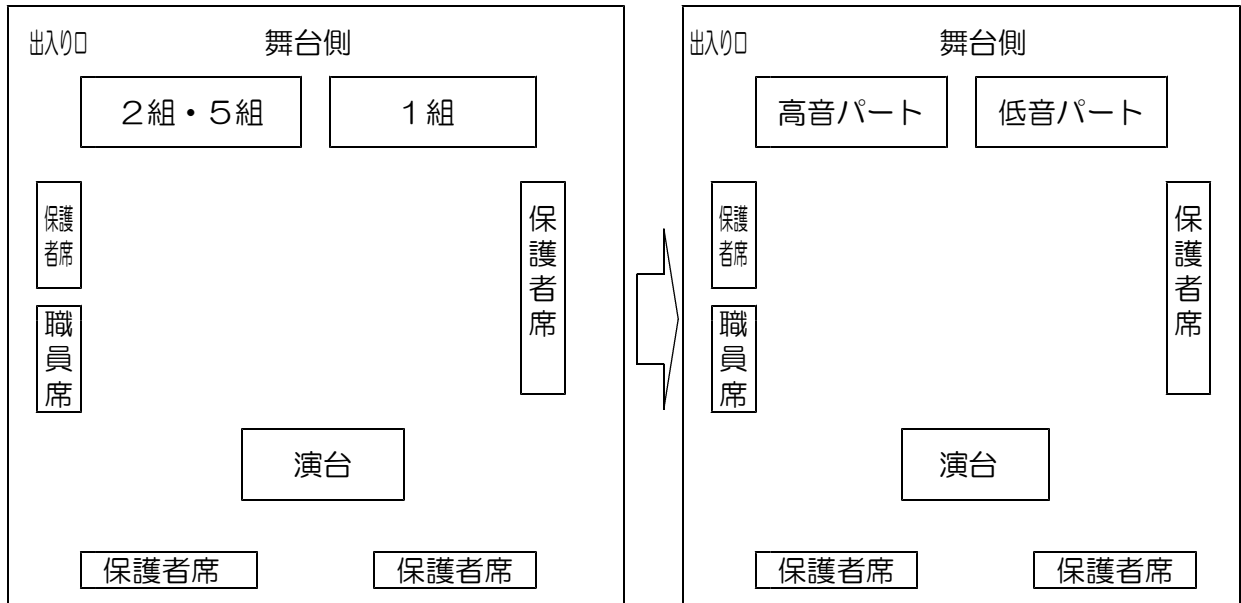 出入り口
舞台側
２組・５組
１組
保護
者席
保護者席
職員席
演台
保護者席
保護者席
出入り口
舞台側
高音パート
低音パート
保護
者席
保護者席
職員席
演台
保護者席
保護者席